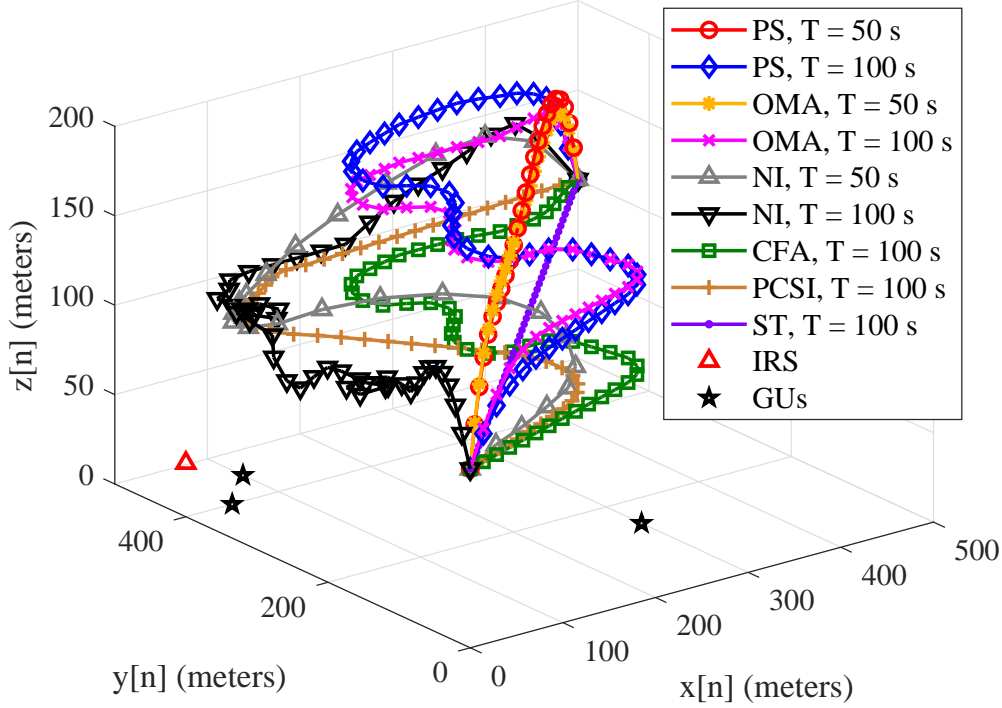 PS, T = 50 s
PS, T = 100 s
OMA, T = 50 s
OMA, T = 100 s
NI, T = 50 s
NI, T = 100 s
CFA, T = 100 s
PCSI, T = 100 s
ST, T = 100 s
IRS
GUs
200
150
100
50
0
z[n] (meters)
400
200
0
y[n] (meters)
0
100
200
300
400
500
x[n] (meters)